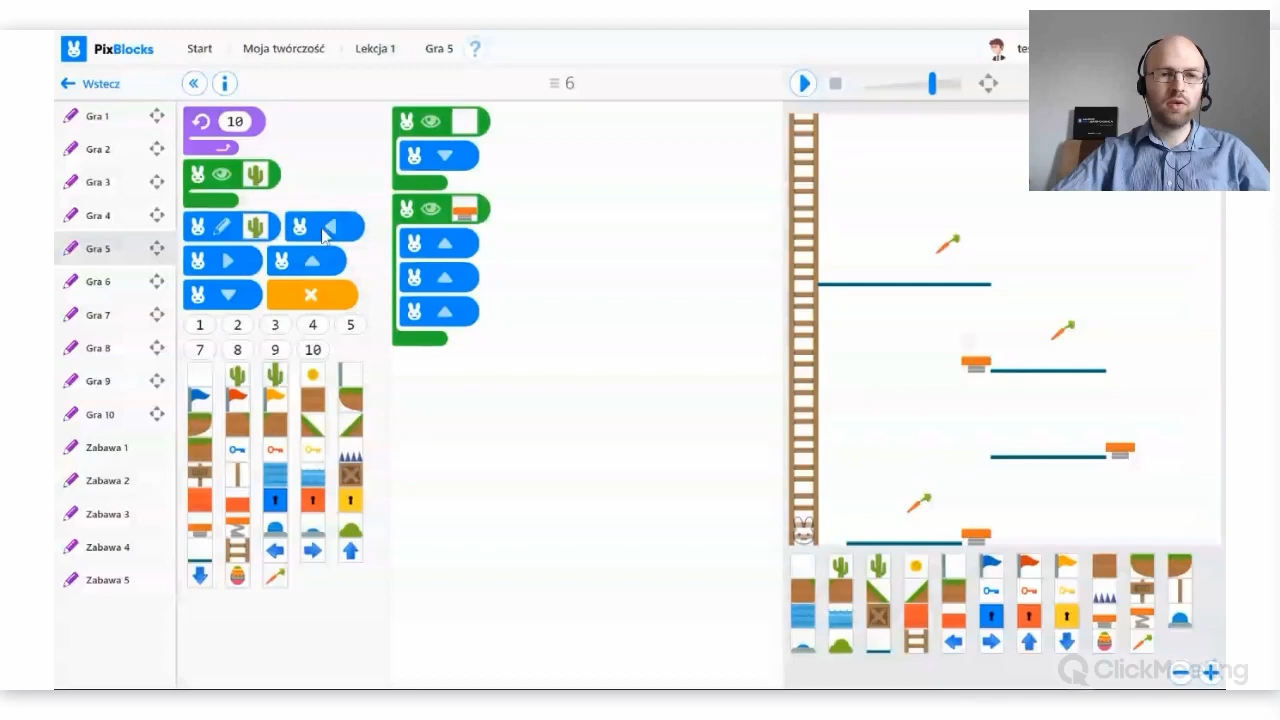 PixBlocks Start Moja twórczość Lekcja 1 Gra 5 ? tes
Wstecz « i 6
Gra 1
Gra 2
Gra 3
Gra 4
Gra 5
Gra 6
Gra 7
Gra 8
Gra 9
Gra 10
Zabawa 1
Zabawa 2
Zabawa 3
Zabawa 4
Zabawa 5
10
1 2 3 4 5
7 8 9 10
ClickMeeting